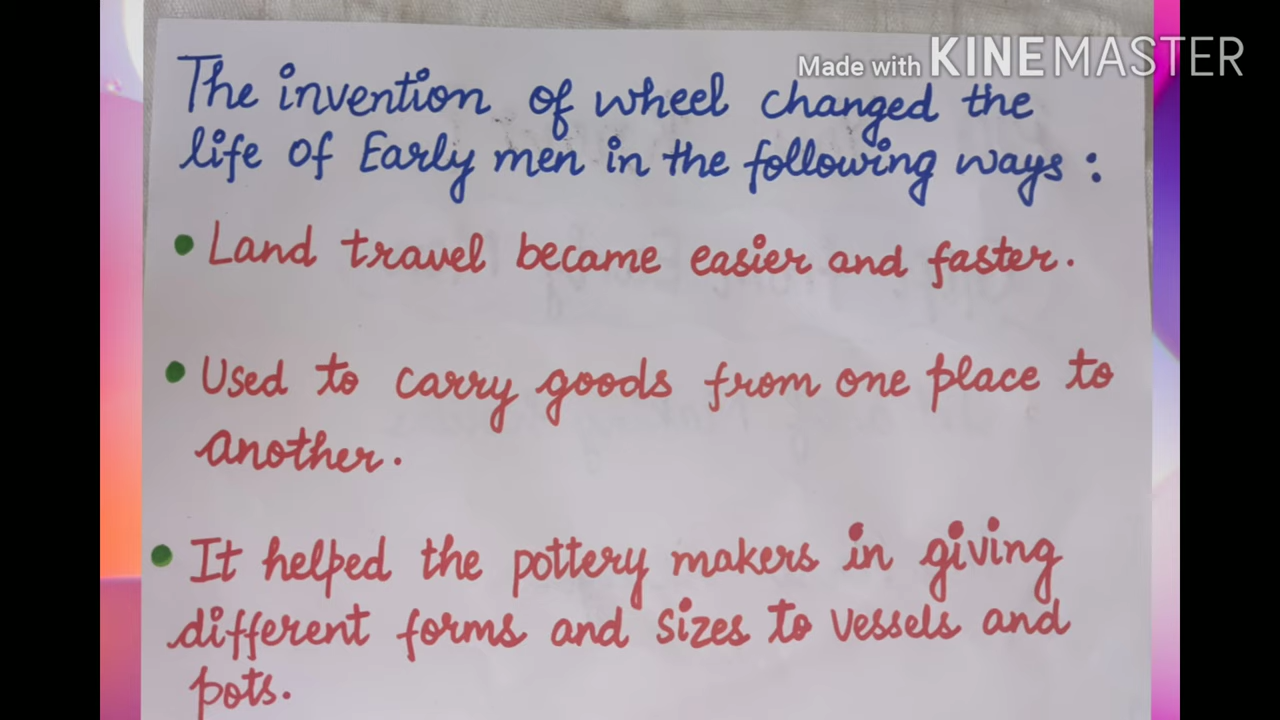 Made with KINEMASTER
The invention of wheel changed the
life of Early men in the following ways :
• Land travel became easier and faster.
• Used to carry goods from one place to
another.
• It helped the pottery makers in giving
different forms and sizes to vessels and
pots.